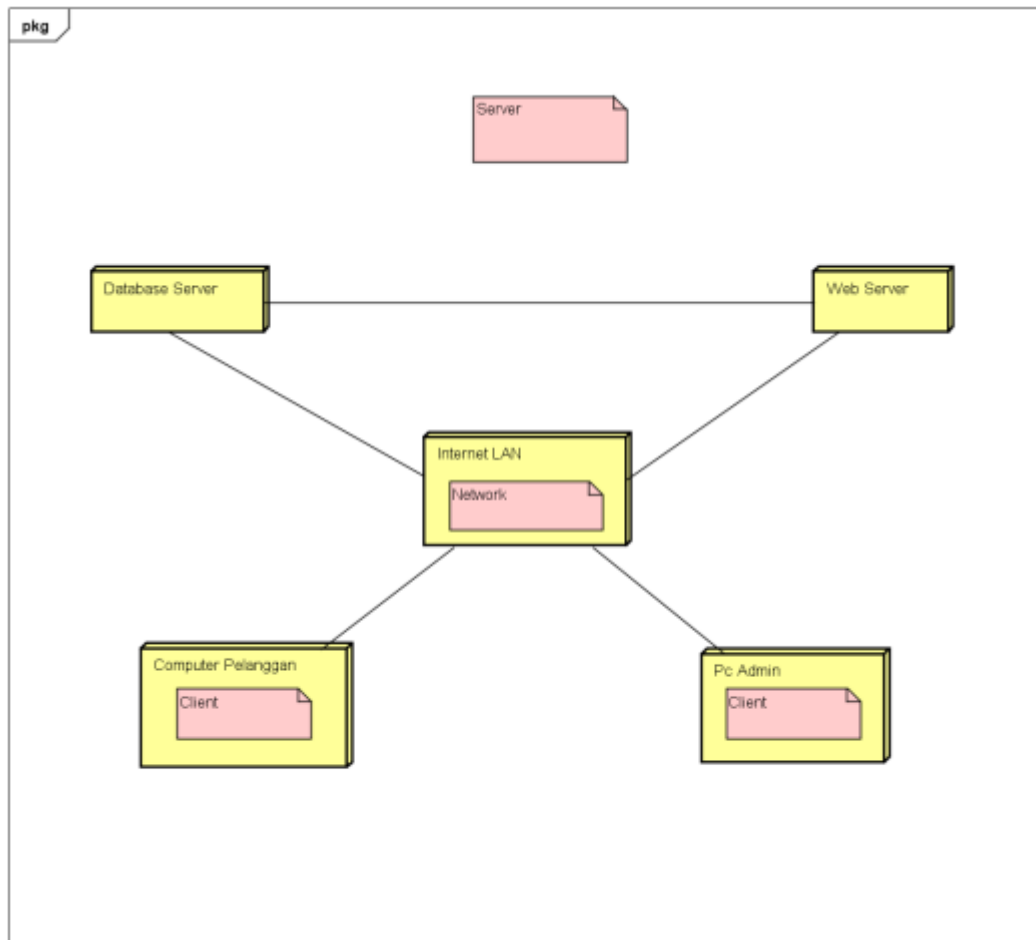 pkg
Server
Database Server
Web Server
Internet LAN
Network
Computer Pelanggan
Client
Pc Admin
Client